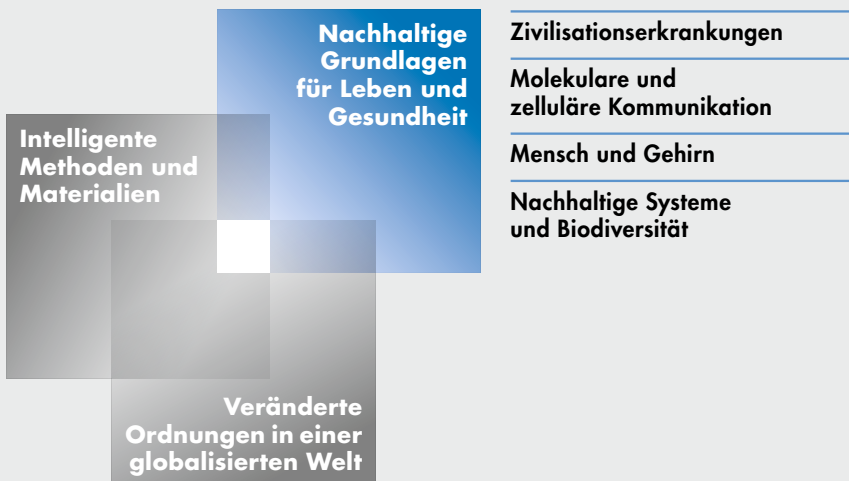 Nachhaltige
Grundlagen
für Leben und
Gesundheit
Intelligente
Methoden und
Materialien
Veränderte
Ordnungen in einer
globalisierten Welt
Zivilisationserkrankungen
Molekulare und
zelluläre Kommunikation
Mensch und Gehirn
Nachhaltige Systeme
und Biodiversität